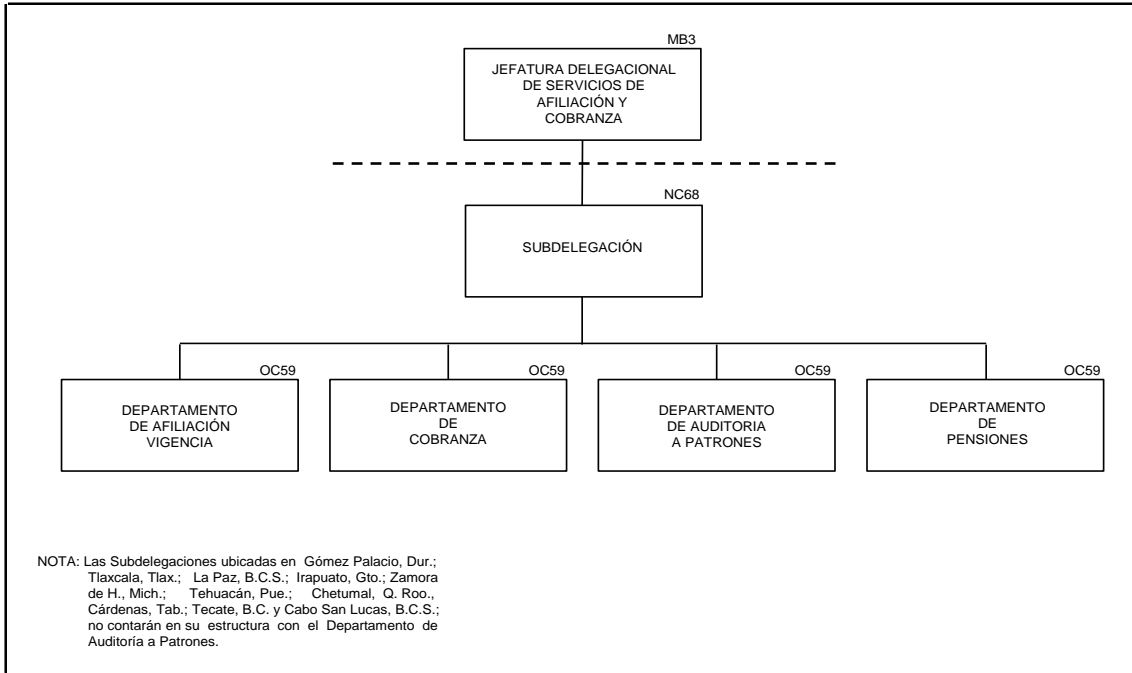 MB3
JEFATURA DELEGACIONAL
DE SERVICIOS DE
AFILIACIÓN Y
COBRANZA
NC68
SUBDELEGACIÓN
OC59
DEPARTAMENTO
DE AFILIACIÓN
VIGENCIA
OC59
DEPARTAMENTO
DE
COBRANZA
OC59
DEPARTAMENTO
DE AUDITORIA
A PATRONES
OC59
DEPARTAMENTO
DE
PENSIONES
NOTA: Las Subdelegaciones ubicadas en Gómez Palacio, Dur.;
Tlaxcala, Tlax.; La Paz, B.C.S.; Irapuato, Gto.; Zamora
de H., Mich.; Tehuacán, Pue.; Chetumal, Q. Roo.,
Cárdenas, Tab.; Tecate, B.C. y Cabo San Lucas, B.C.S.;
no contarán en su estructura con el Departamento de
Auditoría a Patrones.